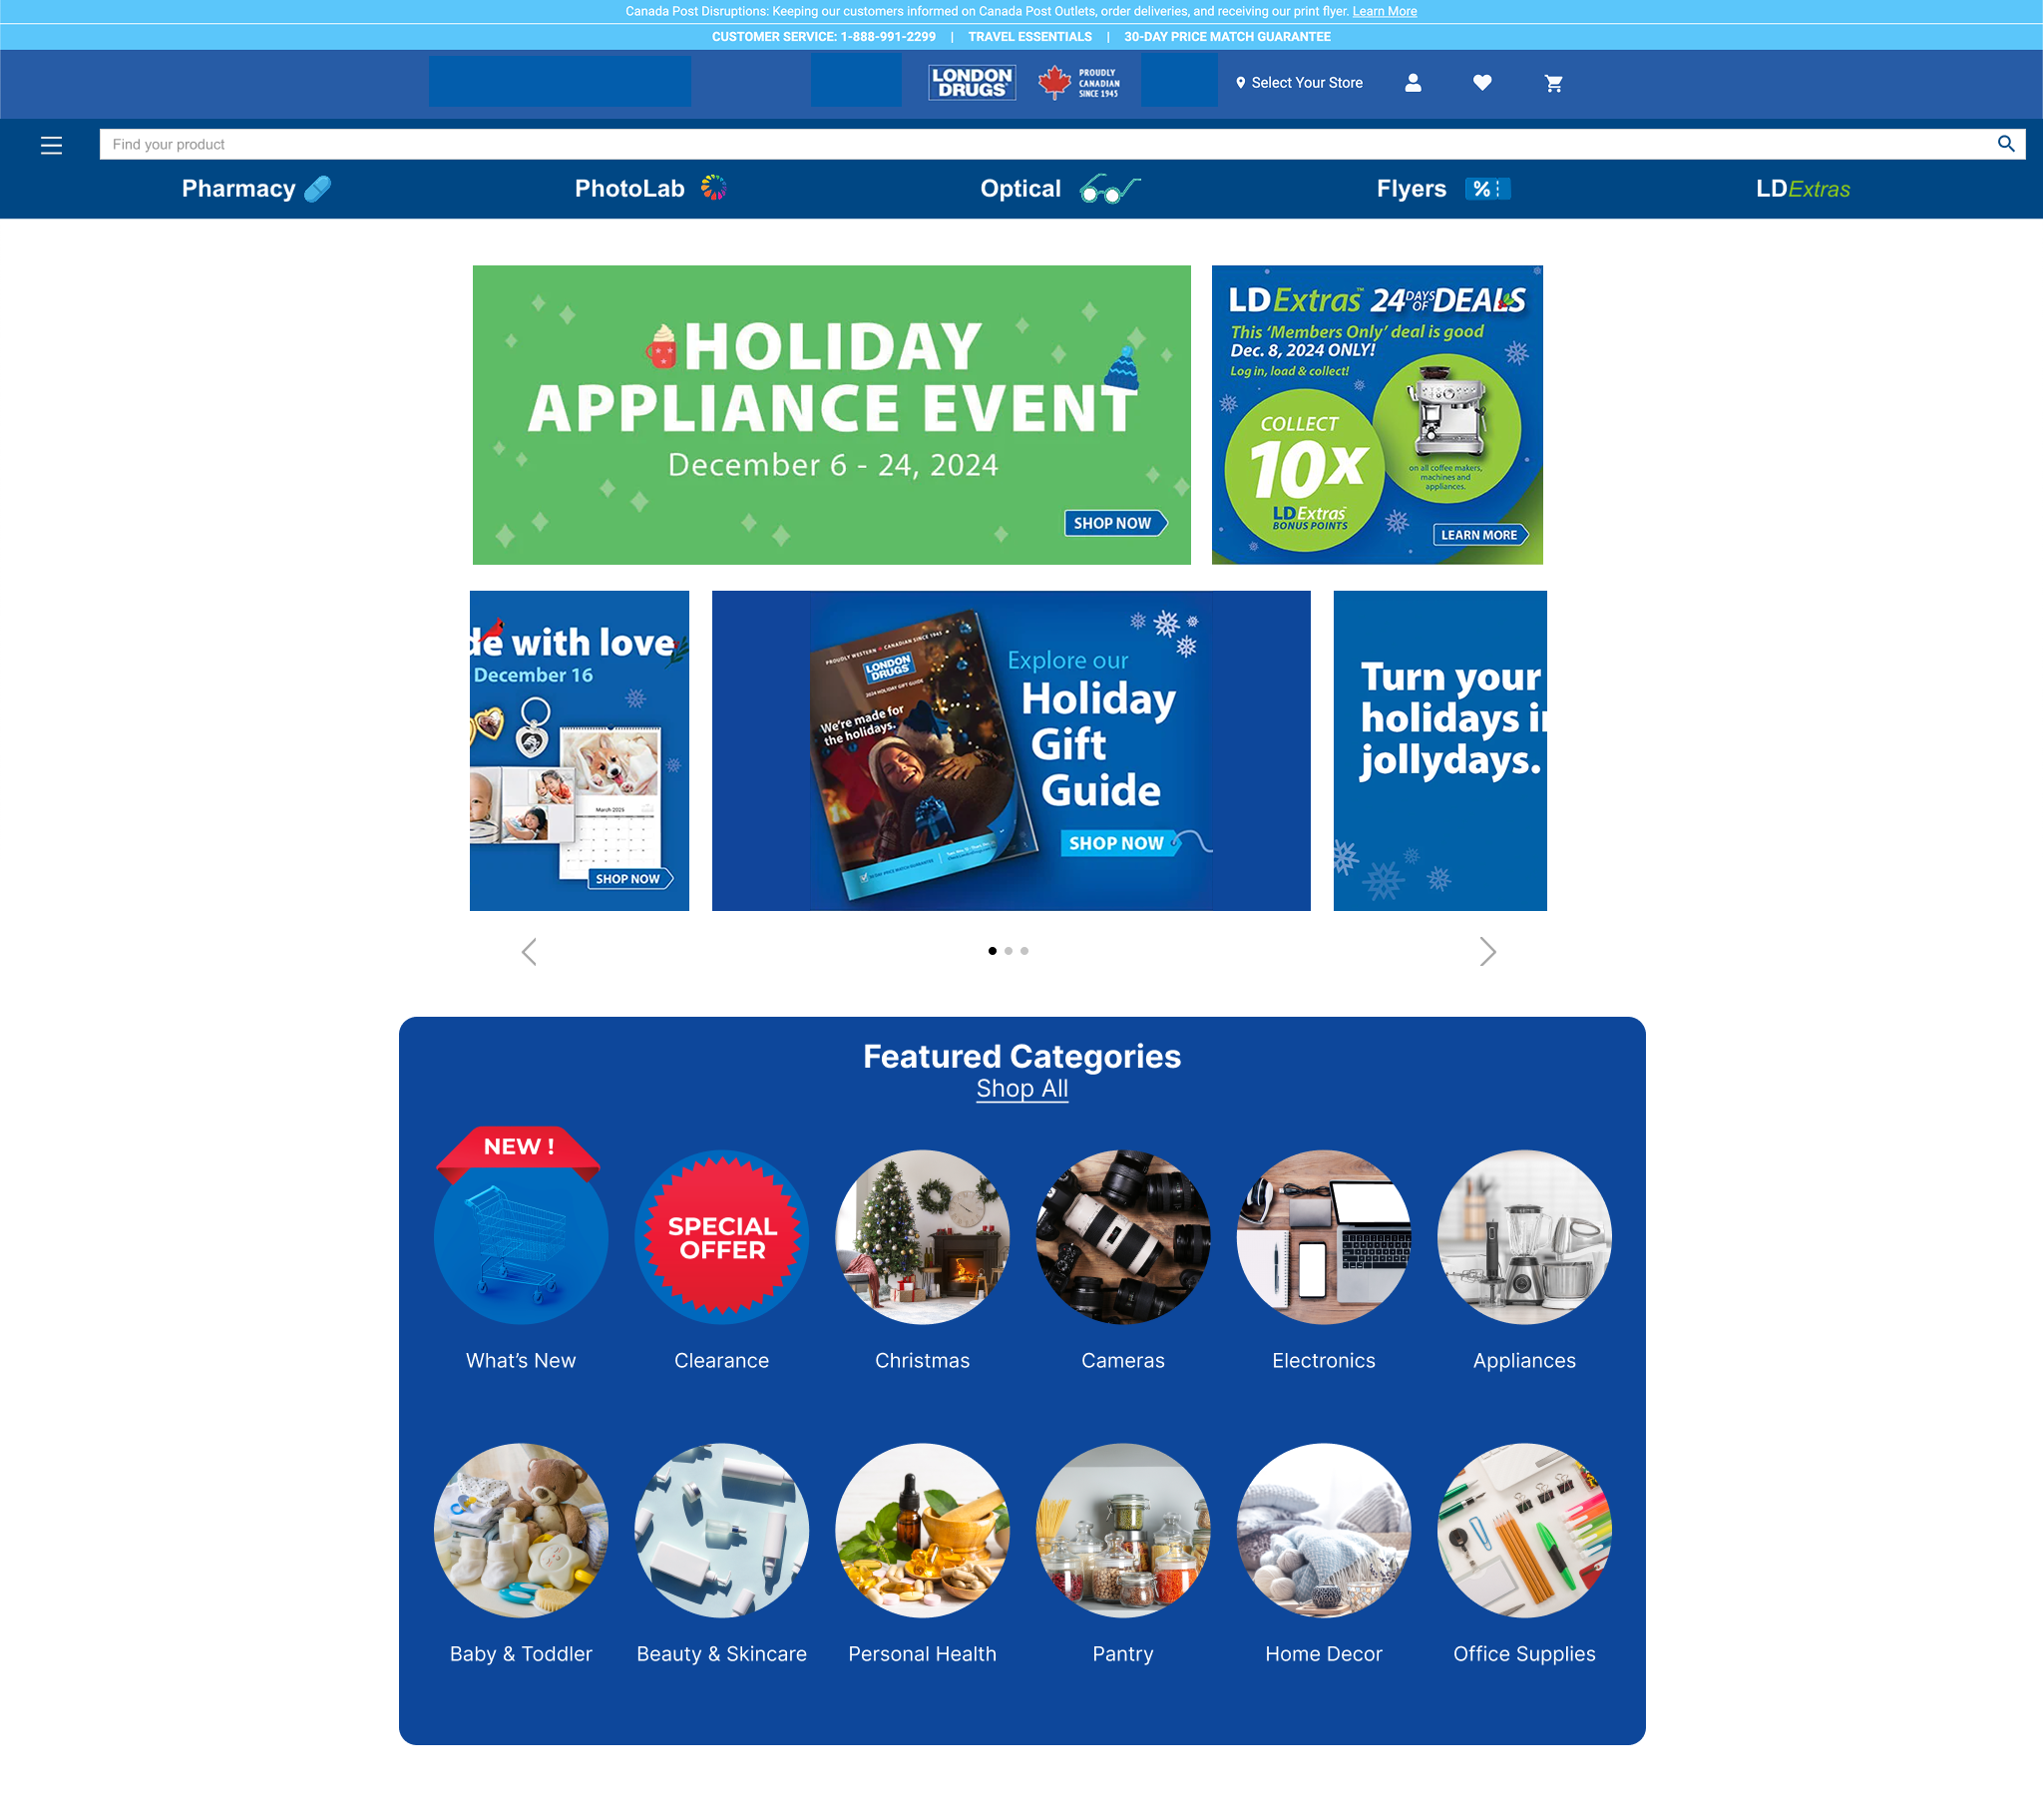 Canada Post Disruptions: Keeping our customers informed on Canada Post Outlets, order deliveries, and receiving our print flyer. Learn More
CUSTOMER SERVICE: 1-888-991-2299 | TRAVEL ESSENTIALS | 30-DAY PRICE MATCH GUARANTEE
LONDON
DRUGS
PROUDLY
CANADIAN
SINCE 1945
Select Your Store
Find your product
Pharmacy
PhotoLab
Optical
Flyers %
LDExtras
HOLIDAY
APPLIANCE EVENT
December 6 - 24, 2024
SHOP NOW
LDExtras™ 24 DAYS OF DEALS
This 'Members Only' deal is good
Dec. 8, 2024 ONLY!
Log in, load & collect!
COLLECT
10x
LDExtras
BONUS POINTS
on all coffee makers,
machines and
appliances.
LEARN MORE
de with love
December 16
March 2025
SHOP NOW
PROUDLY WESTERN CANADIAN SINCE 1945
LONDON
DRUGS
2024 HOLIDAY GIFT GUIDE
We're made for
the holidays.
PRICE MATCH GUARANTEE
Explore our
Holiday
Gift
Guide
SHOP NOW
Turn your
holidays i
jollydays.
Featured Categories
Shop All
NEW !
SPECIAL
OFFER
What's New
Clearance
Christmas
Cameras
Electronics
Appliances
Baby & Toddler
Beauty & Skincare
Personal Health
Pantry
Home Decor
Office Supplies